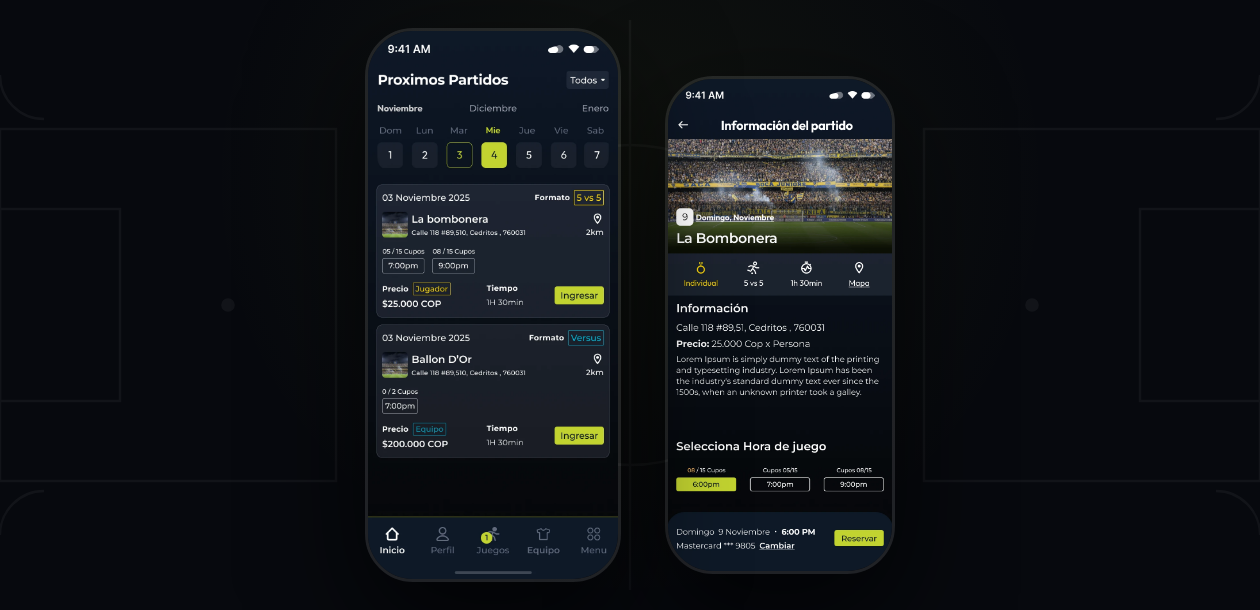 9:41 AM
Proximos Partidos
Todos
Noviembre Diciembre Enero
Dom Lun Mar Mie Jue Vie Sab
1 2 3 4 5 6 7
03 Noviembre 2025 Formato 5 vs 5
La bombonera
Calle 118 #89,510, Cedritos , 760031 2km
05 / 15 Cupos 08 / 15 Cupos
7:00pm 9:00pm
Precio Jugador Tiempo
$25.000 COP 1H 30min Ingresar
03 Noviembre 2025 Formato Versus
Ballon D'Or
Calle 118 #89,510, Cedritos , 760031 2km
0 / 2 Cupos
7:00pm
Precio Equipo Tiempo
$200.000 COP 1H 30min Ingresar
1
Inicio Perfil Juegos Equipo Menu
9:41 AM
Información del partido
BOCA JUNIORS
9 Domingo, Noviembre
La Bombonera
Individual 5 vs 5 1h 30min Mapa
Información
Calle 118 #89,51, Cedritos , 760031
Precio: 25.000 Cop x Persona
Lorem Ipsum is simply dummy text of the printing
and typesetting industry. Lorem Ipsum has been
the industry's standard dummy text ever since the
1500s, when an unknown printer took a galley.
Selecciona Hora de juego
08 / 15 Cupos Cupos 05/15 Cupos 08/15
6:00pm 7:00pm 9:00pm
Domingo 9 Noviembre · 6:00 PM
Mastercard *** 9805 Cambiar
Reservar